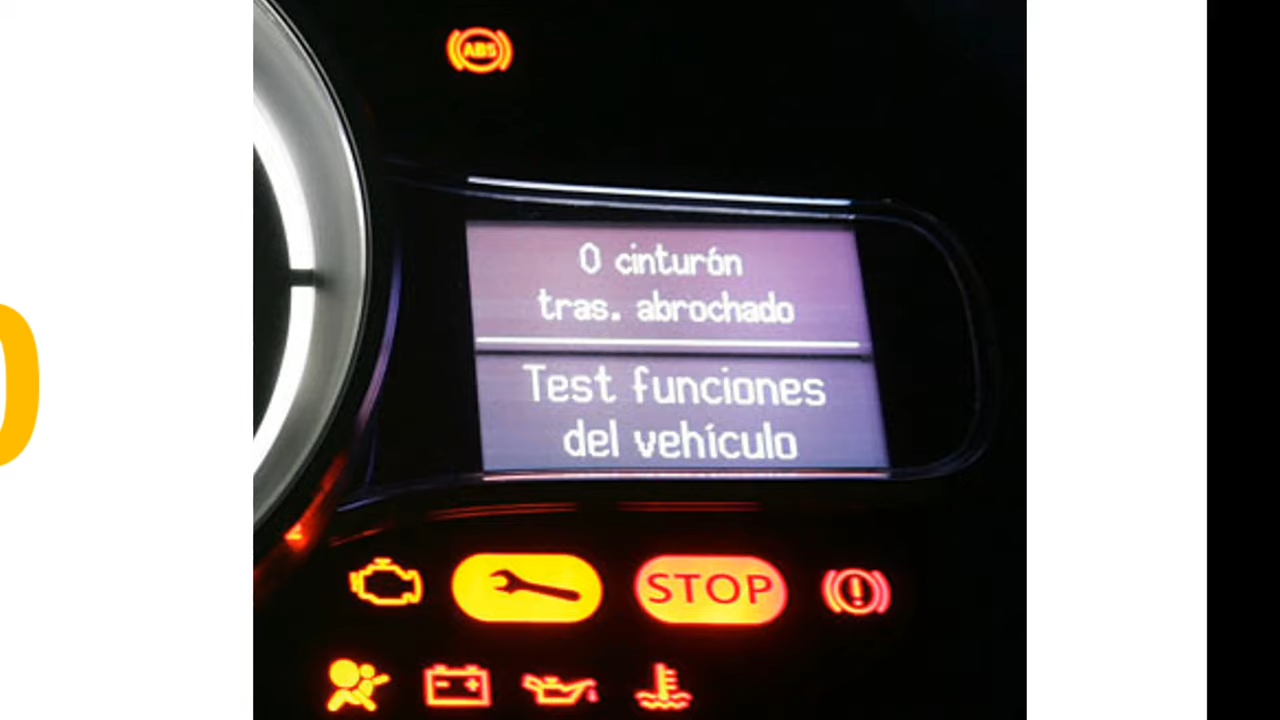 ABS
0 cinturón
tras. abrochado
Test funciones
del vehículo
STOP